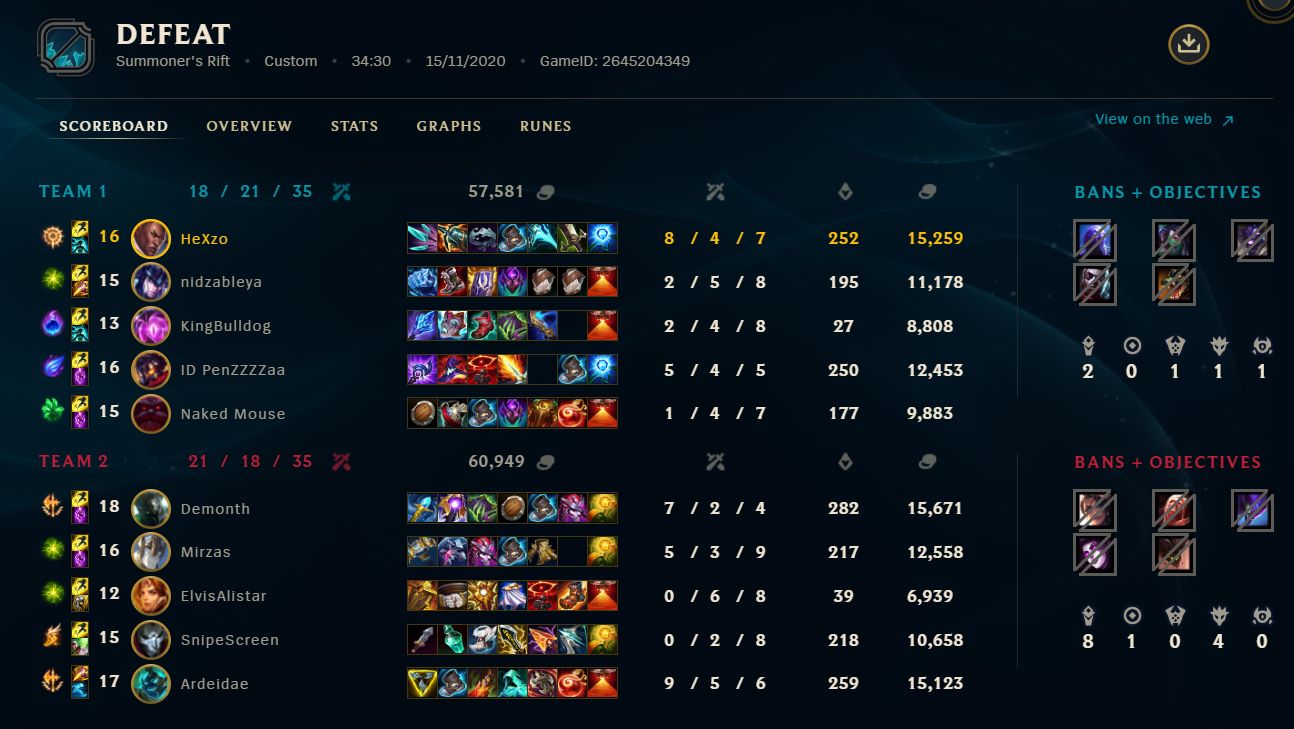 DEFEAT
Summoner's Rift • Custom • 34:30 • 15/11/2020 • GameID: 2645204349
SCOREBOARD OVERVIEW STATS GRAPHS RUNES
View on the web
TEAM 1 18 / 21 / 35 57,581 BANS + OBJECTIVES
16 HeXzo 8 / 4 / 7 252 15,259
15 nidzableya 2 / 5 / 8 195 11,178
13 KingBulldog 2 / 4 / 8 27 8,808
16 ID PenZZZZaa 5 / 4 / 5 250 12,453
2 0 1 1 1
15 Naked Mouse 1 / 4 / 7 177 9,883
TEAM 2 21 / 18 / 35 60,949 BANS + OBJECTIVES
18 Demonth 7 / 2 / 4 282 15,671
16 Mirzas 5 / 3 / 9 217 12,558
12 ElvisAlistar 0 / 6 / 8 39 6,939
15 SnipeScreen 0 / 2 / 8 218 10,658
8 1 0 4 0
17 Ardeidae 9 / 5 / 6 259 15,123